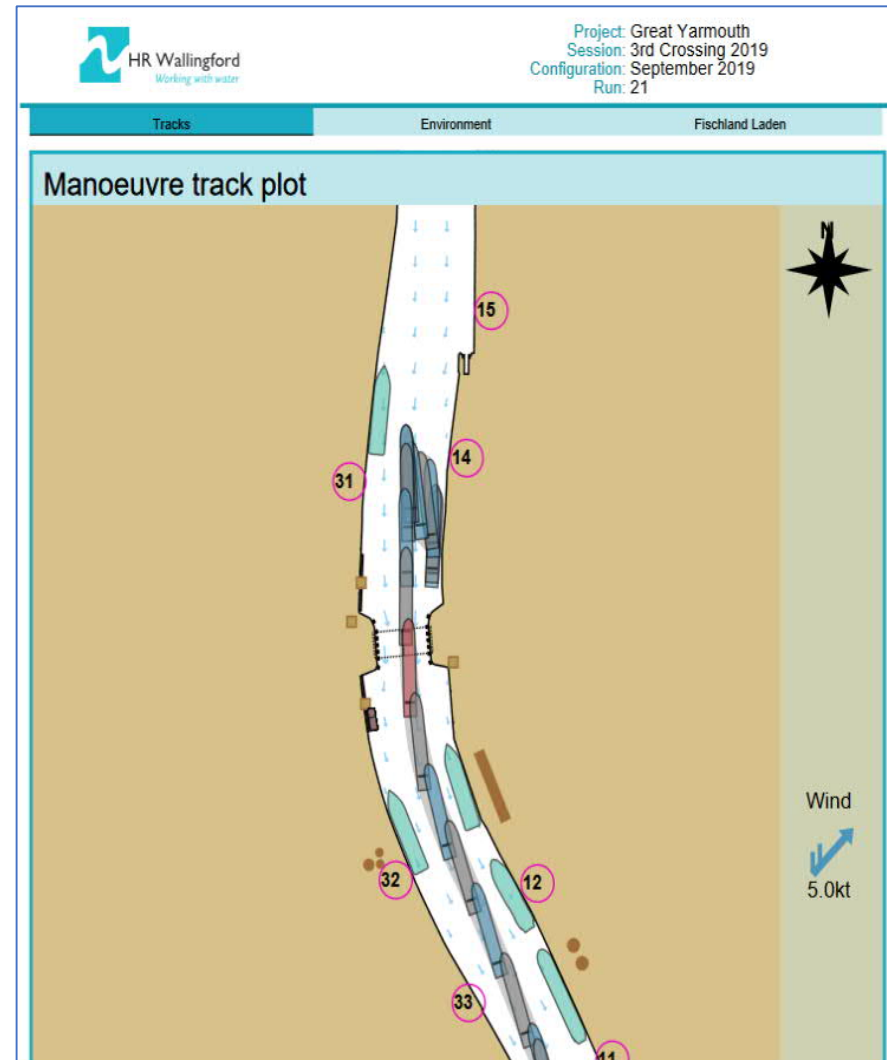 HR Wallingford
Working with water
Project: Great Yarmouth
Session: 3rd Crossing 2019
Configuration: September 2019
Run: 21
Tracks Environment Fischland Laden
Manoeuvre track plot
N
15
14
31
Wind
5.0kt
32
12
33
11